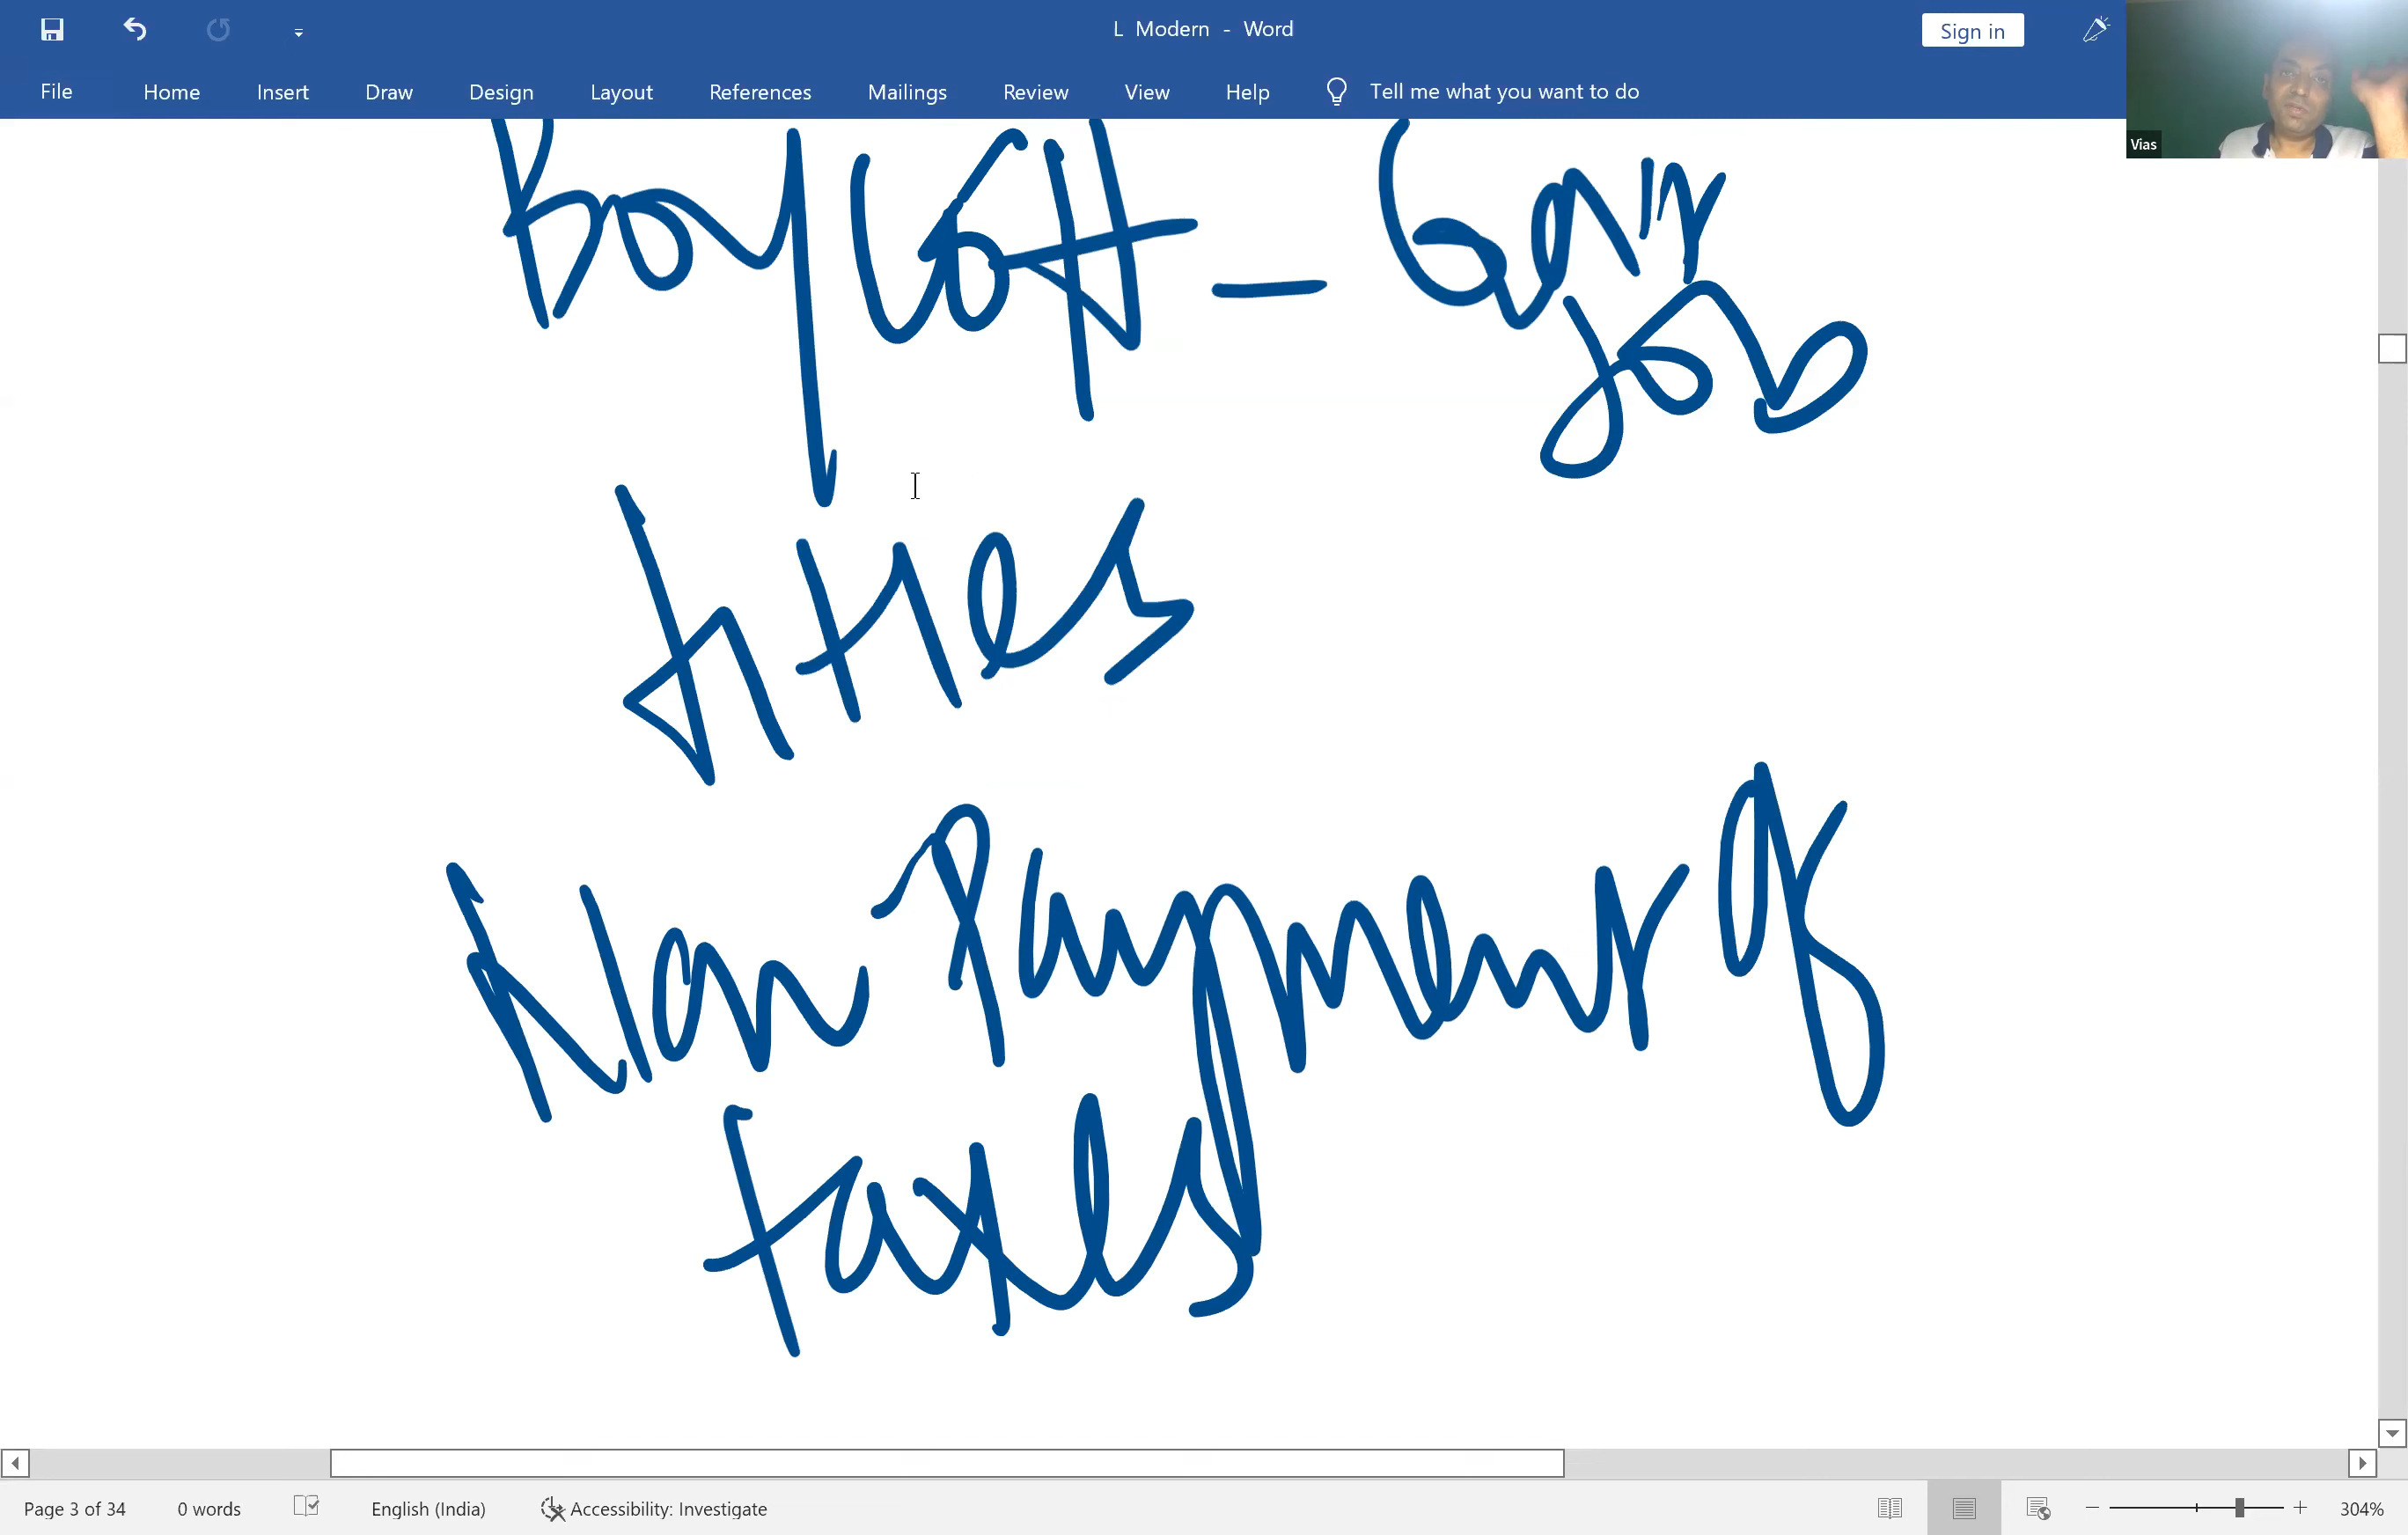 L Modern - Word
Sign in
File Home Insert Draw Design Layout References Mailings Review View Help Tell me what you want to do
Vias
Boycott - Gov't
Job
titles
Non Payment of
taxes
Page 3 of 34 0 words English (India) Accessibility: Investigate 304%